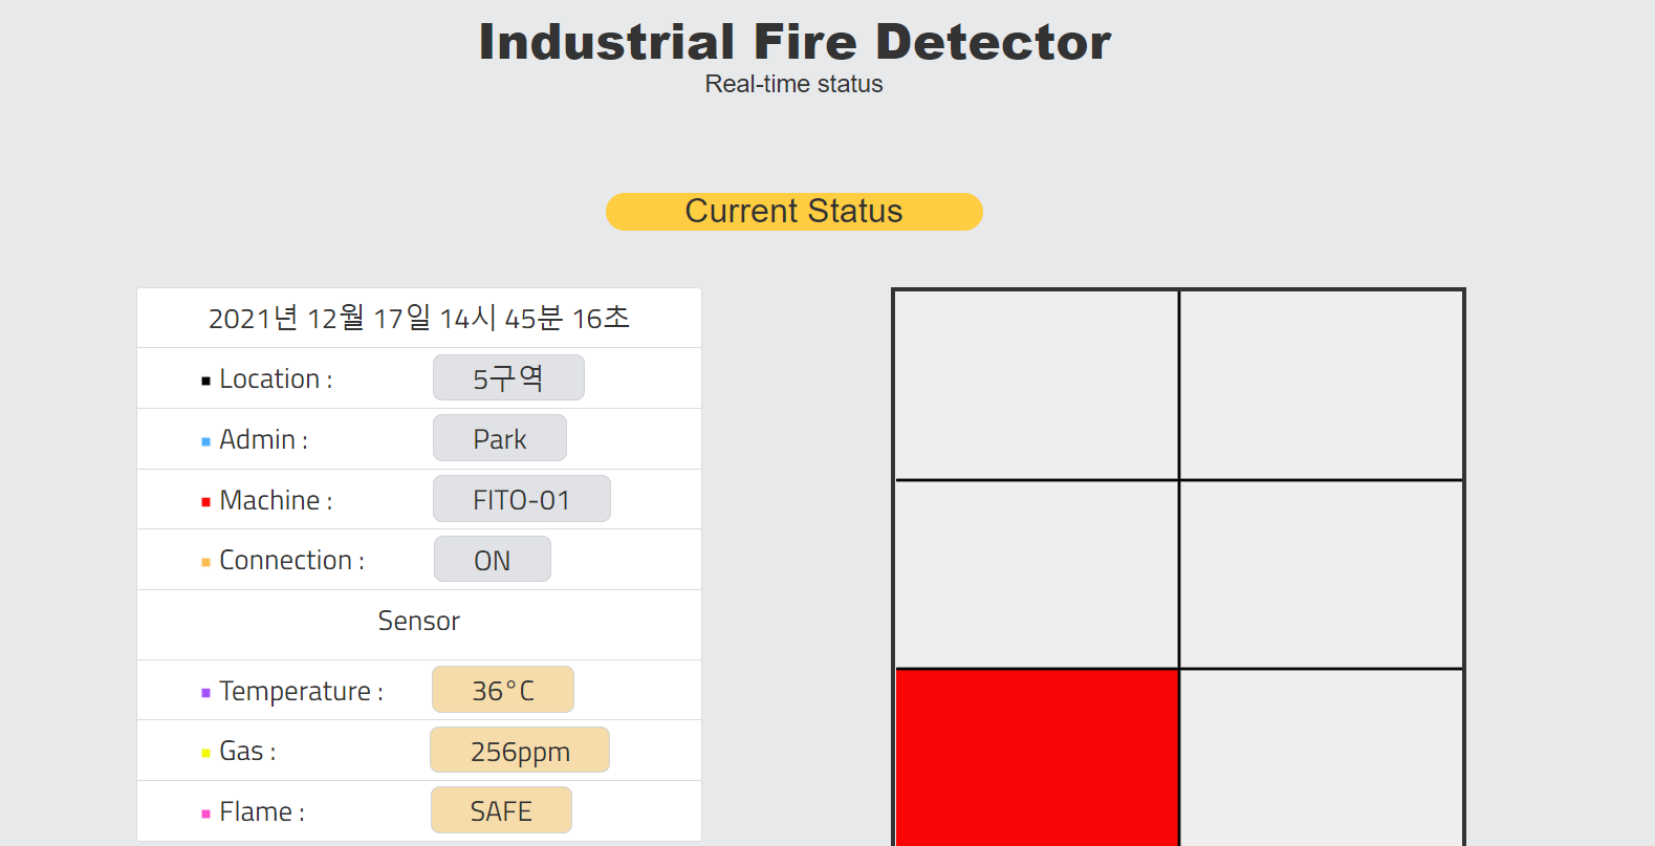 Industrial Fire Detector
Real-time status
Current Status
2021년 12월 17일 14시 45분 16초
Location : 5구역
Admin : Park
Machine : FITO-01
Connection : ON
Sensor
Temperature : 36°C
Gas : 256ppm
Flame : SAFE